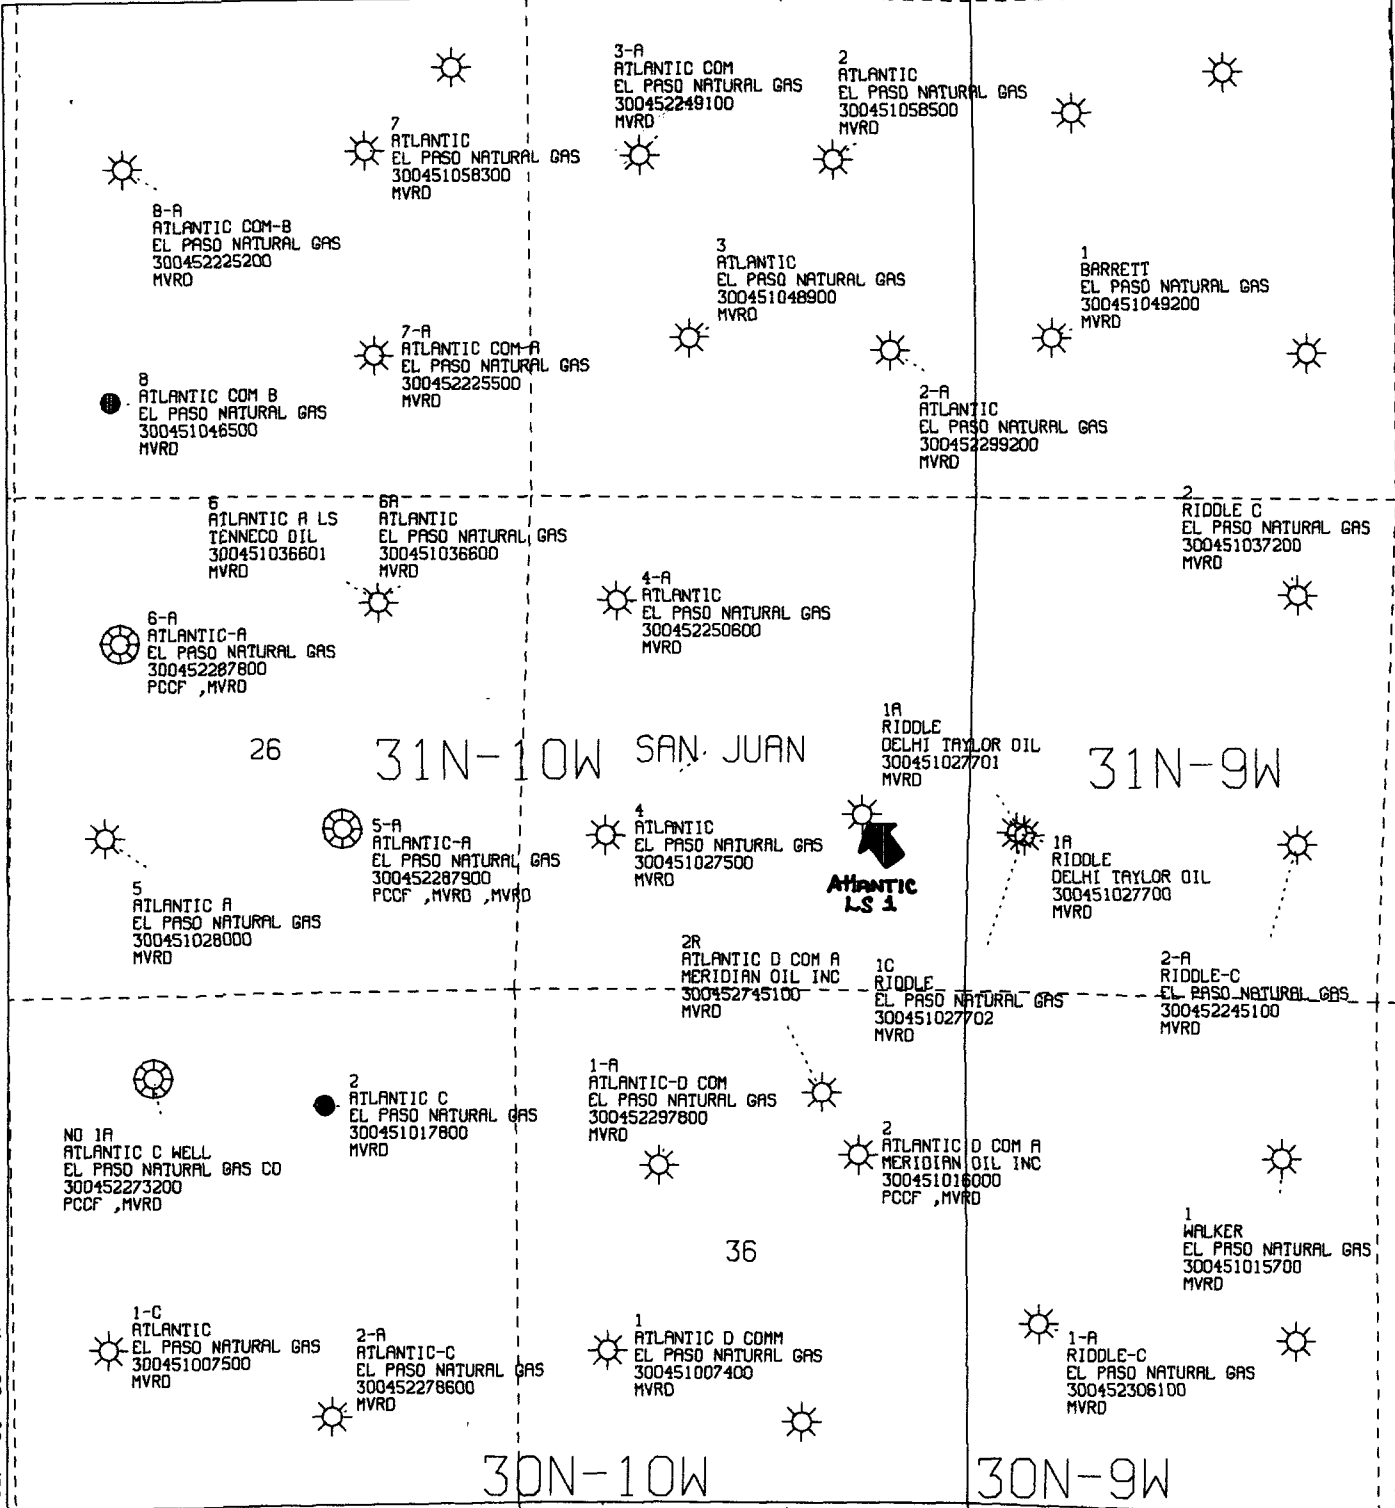 3-A
ATLANTIC COM
EL PASO NATURAL GAS
300452249100
MVRD
2
ATLANTIC
EL PASO NATURAL GAS
300451058500
MVRD
7
ATLANTIC
EL PASO NATURAL GAS
300451058300
MVRD
8-A
ATLANTIC COM-B
EL PASO NATURAL GAS
300452225200
MVRD
3
ATLANTIC
EL PASO NATURAL GAS
300451048900
MVRD
1
BARRETT
EL PASO NATURAL GAS
300451049200
MVRD
7-A
ATLANTIC COM-A
EL PASO NATURAL GAS
300452225500
MVRD
8
ATLANTIC COM B
EL PASO NATURAL GAS
300451046500
MVRD
2-A
ATLANTIC
EL PASO NATURAL GAS
300452299200
MVRD
6
ATLANTIC A LS
TENNECO OIL
300451036601
MVRD
6A
ATLANTIC
EL PASO NATURAL GAS
300451036600
MVRD
2
RIDDLE C
EL PASO NATURAL GAS
300451037200
MVRD
4-A
ATLANTIC
EL PASO NATURAL GAS
300452250600
MVRD
6-A
ATLANTIC-A
EL PASO NATURAL GAS
300452287800
PCCF ,MVRD
26
31N-10W
SAN JUAN
1A
RIDDLE
DELHI TAYLOR OIL
300451027701
MVRD
31N-9W
5-A
ATLANTIC-A
EL PASO NATURAL GAS
300452287900
PCCF ,MVRD ,MVRD
4
ATLANTIC
EL PASO NATURAL GAS
300451027500
MVRD
ATLANTIC
LS 1
1A
RIDDLE
DELHI TAYLOR OIL
300451027700
MVRD
5
ATLANTIC A
EL PASO NATURAL GAS
300451028000
MVRD
2R
ATLANTIC D COM A
MERIDIAN OIL INC
300452745100
MVRD
1C
RIDDLE
EL PASO NATURAL GAS
300451027702
MVRD
2-A
RIDDLE-C
EL PASO NATURAL GAS
300452245100
MVRD
NO 1A
ATLANTIC C WELL
EL PASO NATURAL GAS CO
300452273200
PCCF ,MVRD
2
ATLANTIC C
EL PASO NATURAL GAS
300451017800
MVRD
1-A
ATLANTIC-D COM
EL PASO NATURAL GAS
300452297800
MVRD
2
ATLANTIC D COM A
MERIDIAN OIL INC
300451016000
PCCF ,MVRD
36
1
WALKER
EL PASO NATURAL GAS
300451015700
MVRD
1-C
ATLANTIC
EL PASO NATURAL GAS
300451007500
MVRD
2-A
ATLANTIC-C
EL PASO NATURAL GAS
300452278600
MVRD
1
ATLANTIC D COMM
EL PASO NATURAL GAS
300451007400
MVRD
1-A
RIDDLE-C
EL PASO NATURAL GAS
300452306100
MVRD
30N-10W
30N-9W